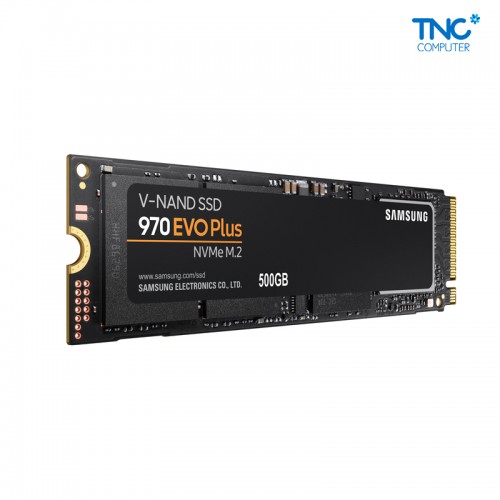 TNC
COMPUTER
V-NAND SSD
970 EVO Plus
NVMe M.2
www.samsung.com/ssd
SAMSUNG ELECTRONICS CO., LTD.
500GB
SAMSUNG